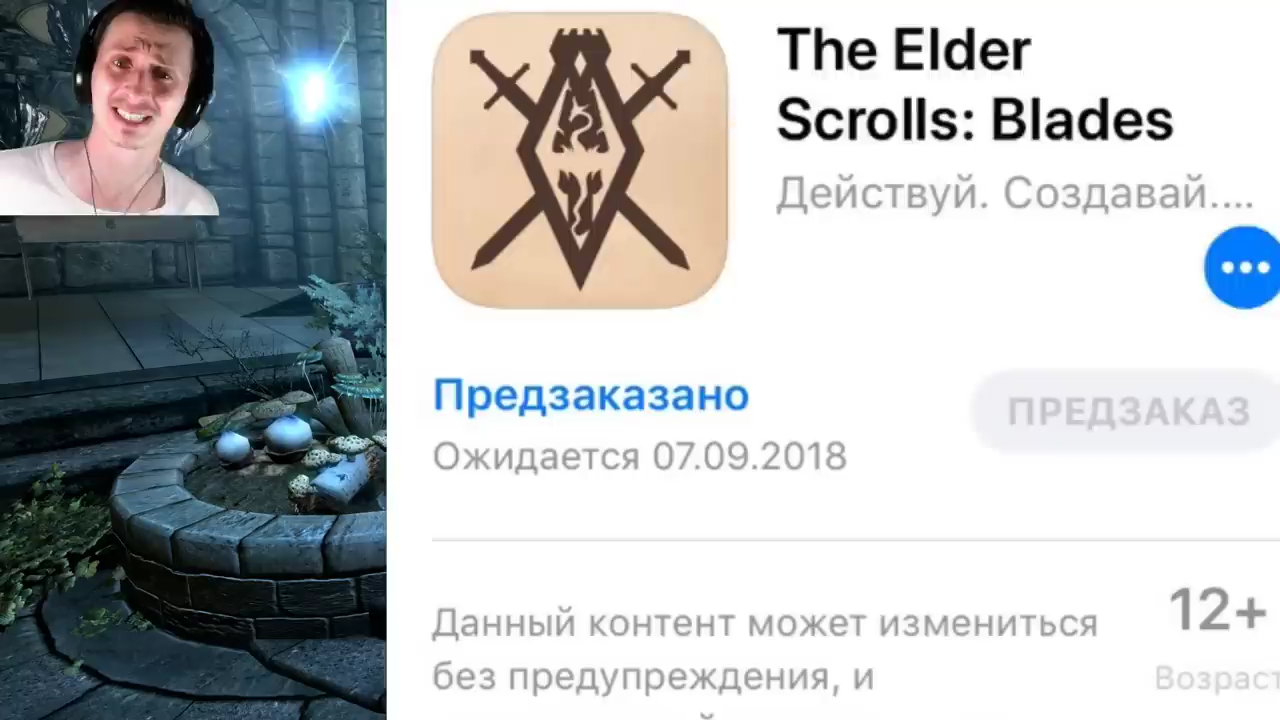 The Elder
Scrolls: Blades
Действуй. Создавай....
Предзаказано
ПРЕДЗАКАЗ
Ожидается 07.09.2018
Данный контент может измениться
12+
без предупреждения, и
Возраст